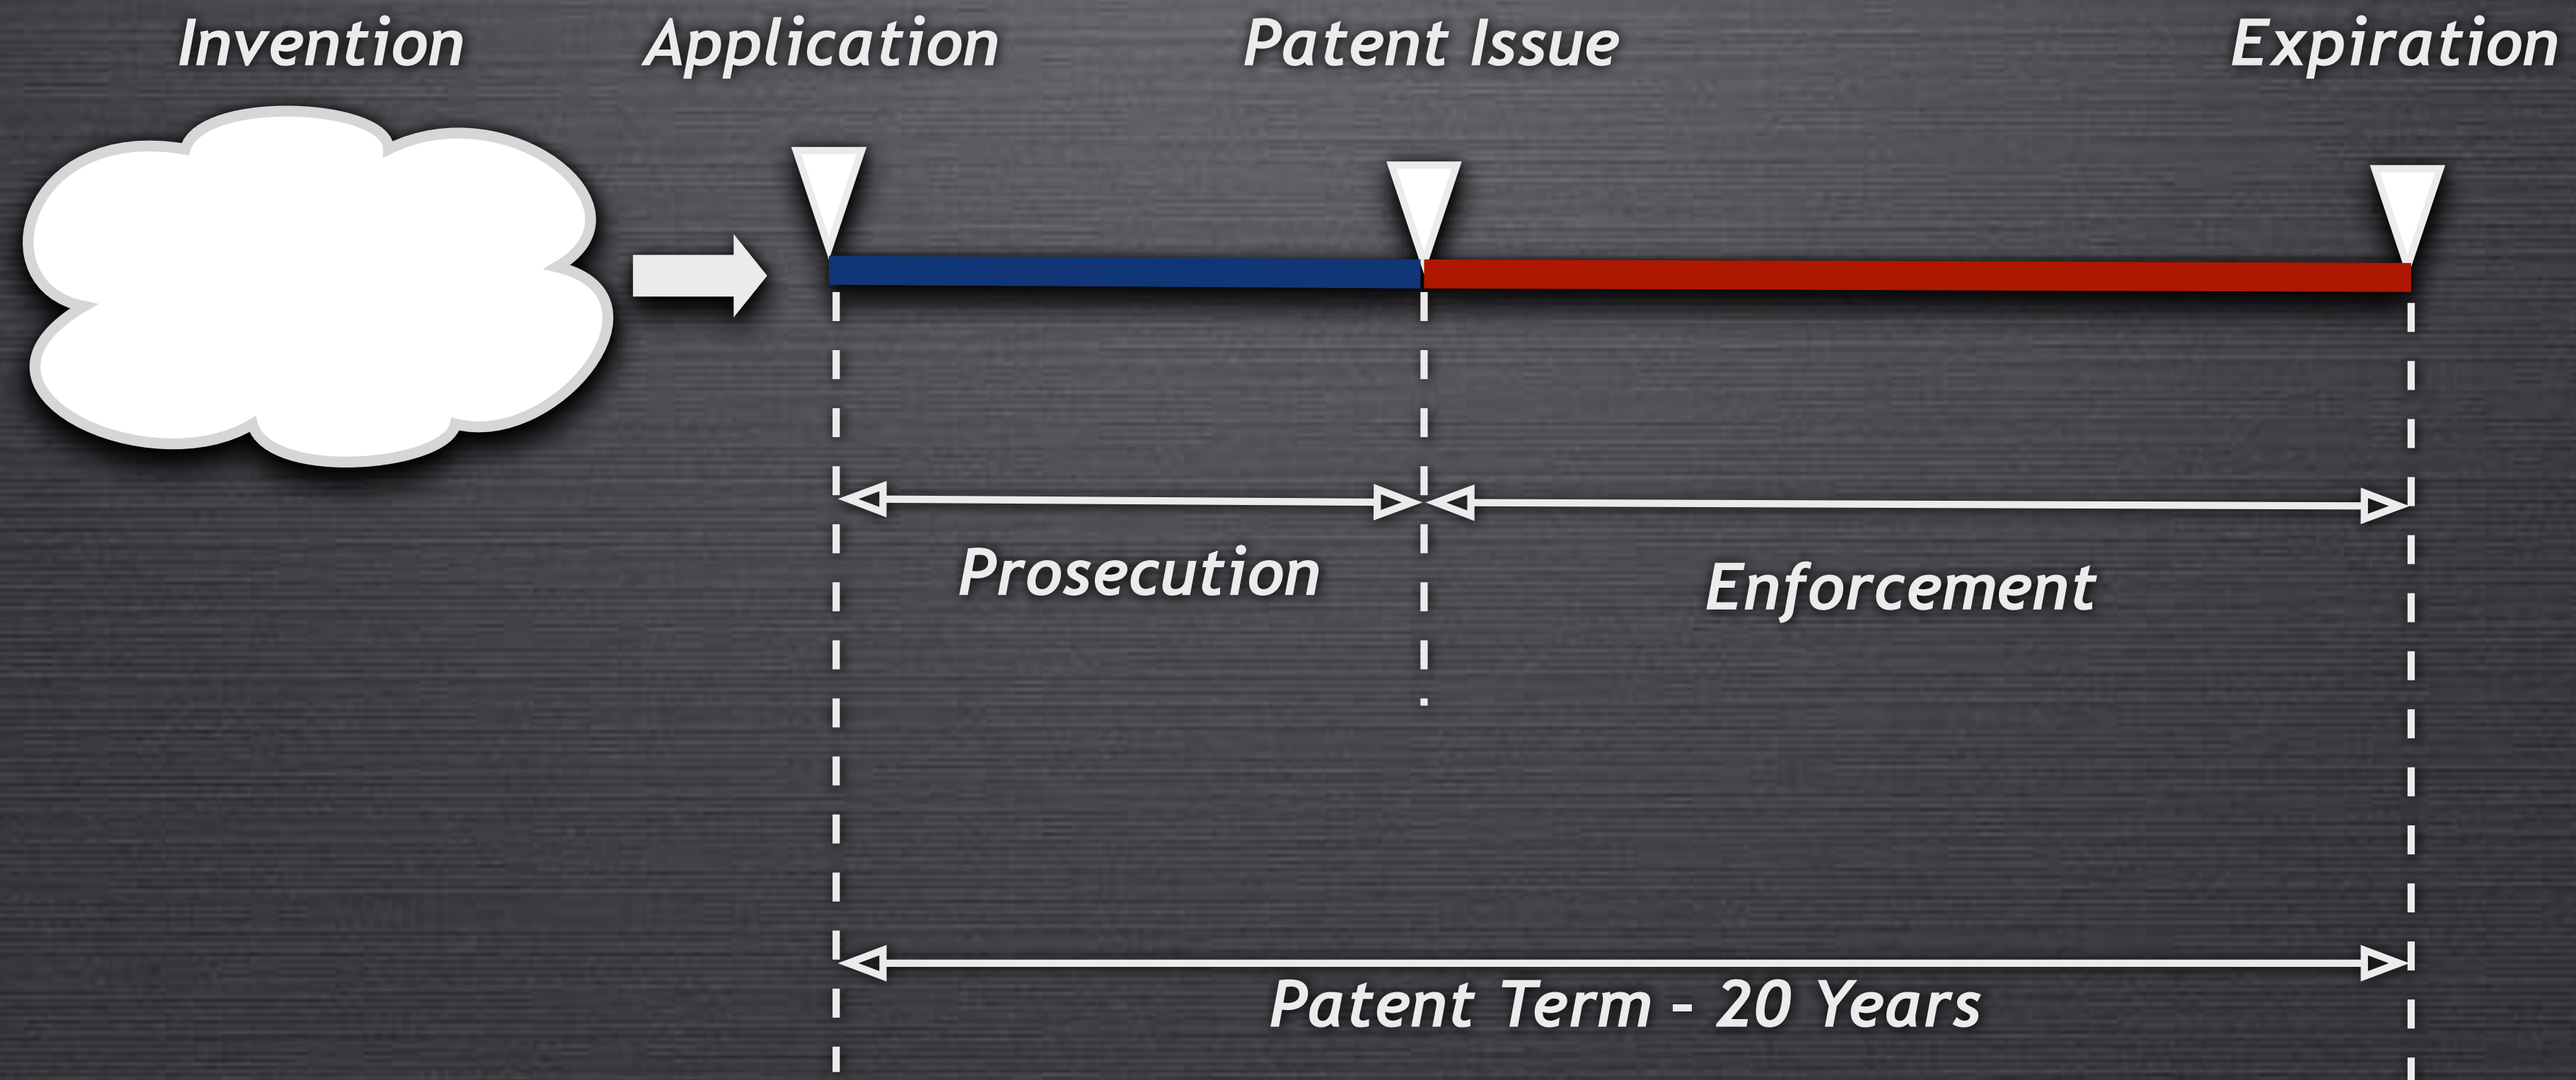 Invention
Application
Patent Issue
Expiration
Prosecution
Enforcement
Patent Term - 20 Years